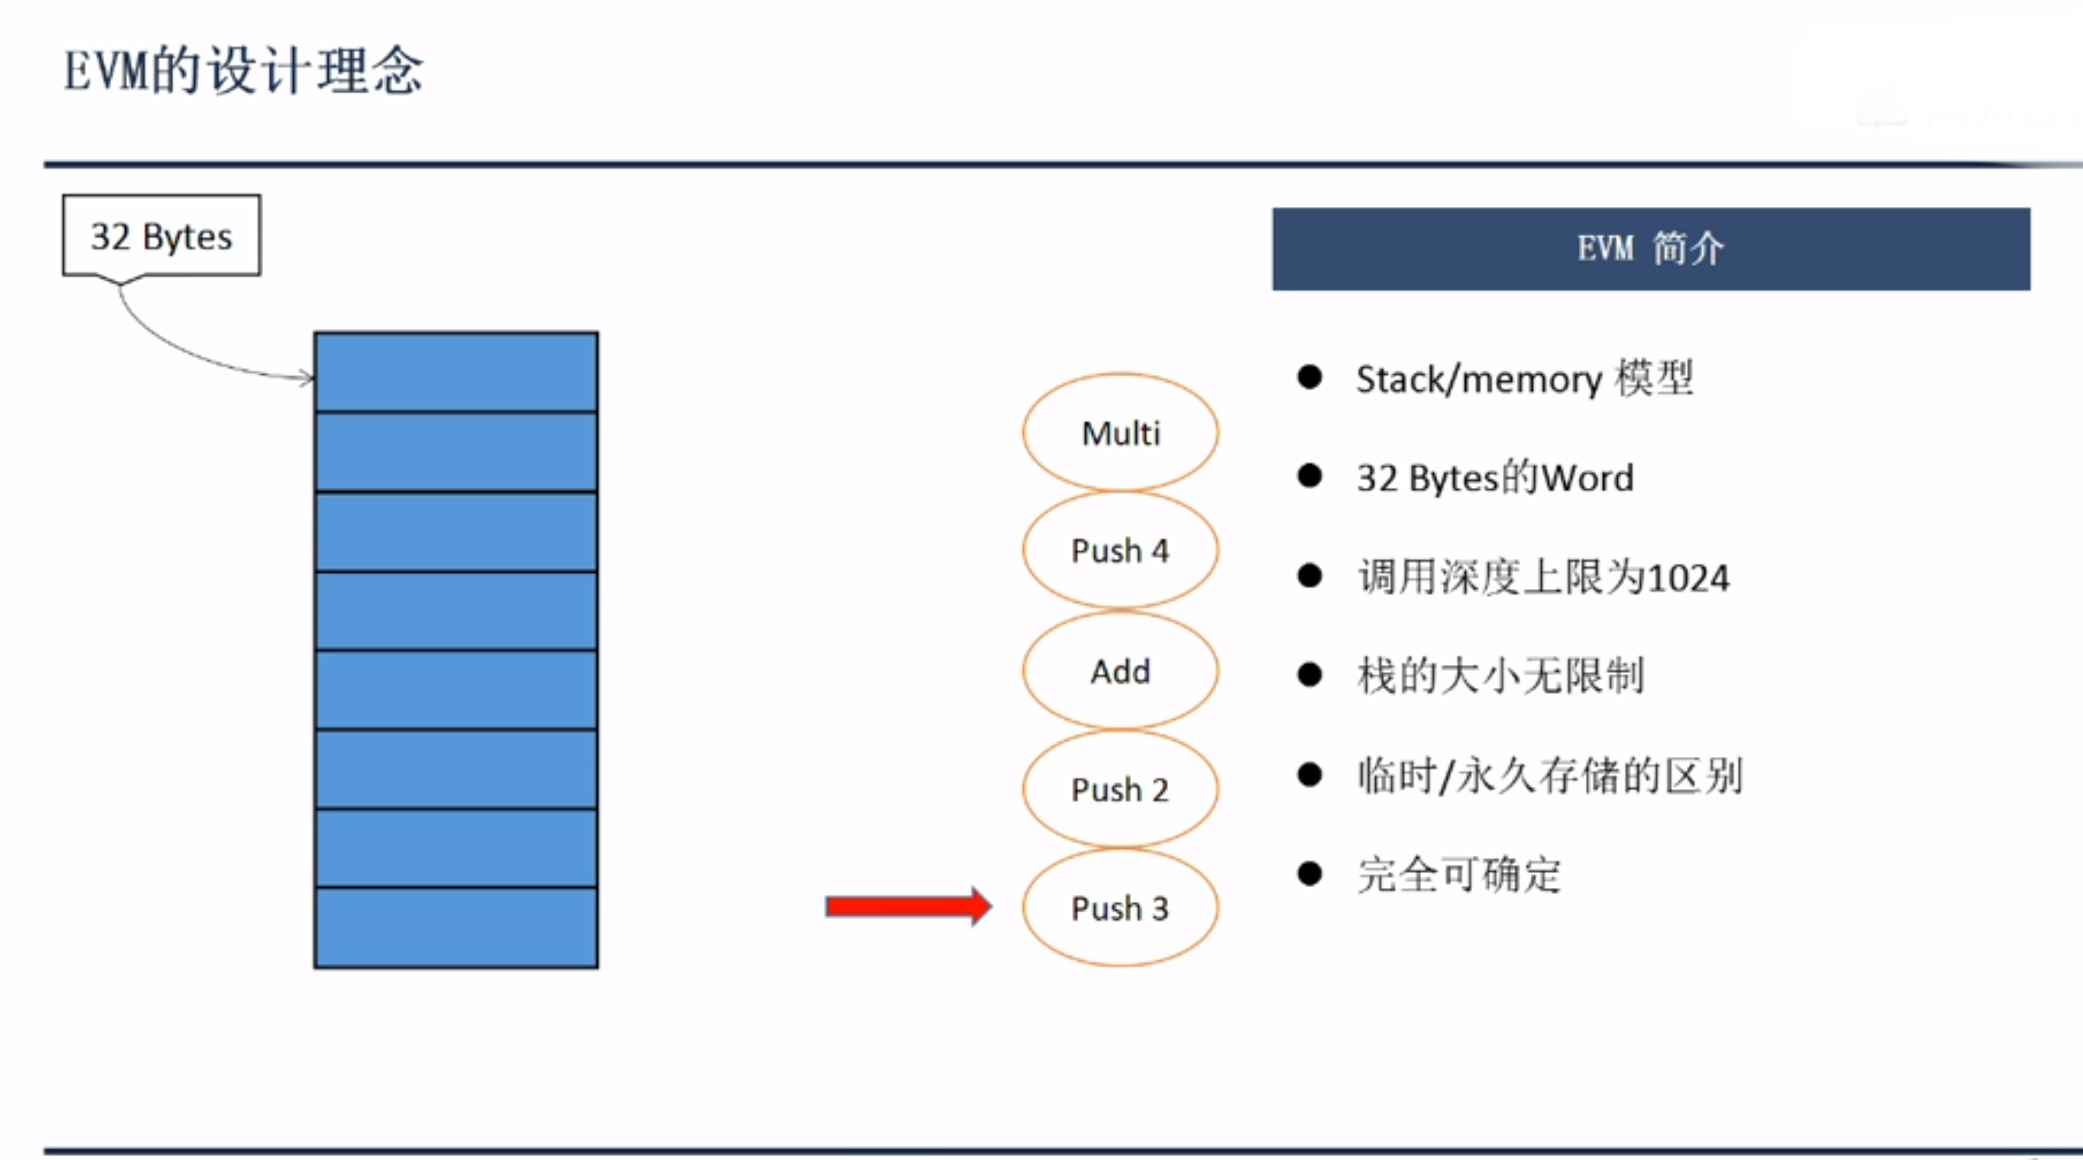 EVM的设计理念
32 Bytes
Multi
Push 4
Add
Push 2
Push 3
EVM 简介
Stack/memory 模型
32 Bytes的Word
调用深度上限为1024
栈的大小无限制
临时/永久存储的区别
完全可确定